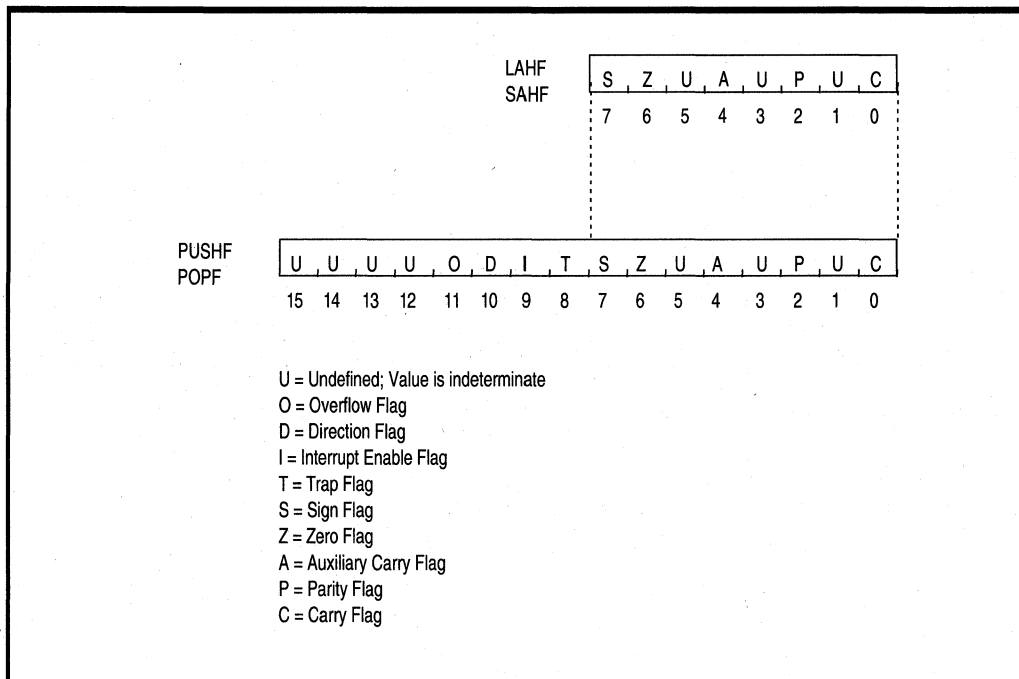 LAHF
SAHF
S Z U A U P U C
7 6 5 4 3 2 1 0
PUSHF
POPF
U U U U O D I T S Z U A U P U C
15 14 13 12 11 10 9 8 7 6 5 4 3 2 1 0
U = Undefined; Value is indeterminate
O = Overflow Flag
D = Direction Flag
I = Interrupt Enable Flag
T = Trap Flag
S = Sign Flag
Z = Zero Flag
A = Auxiliary Carry Flag
P = Parity Flag
C = Carry Flag